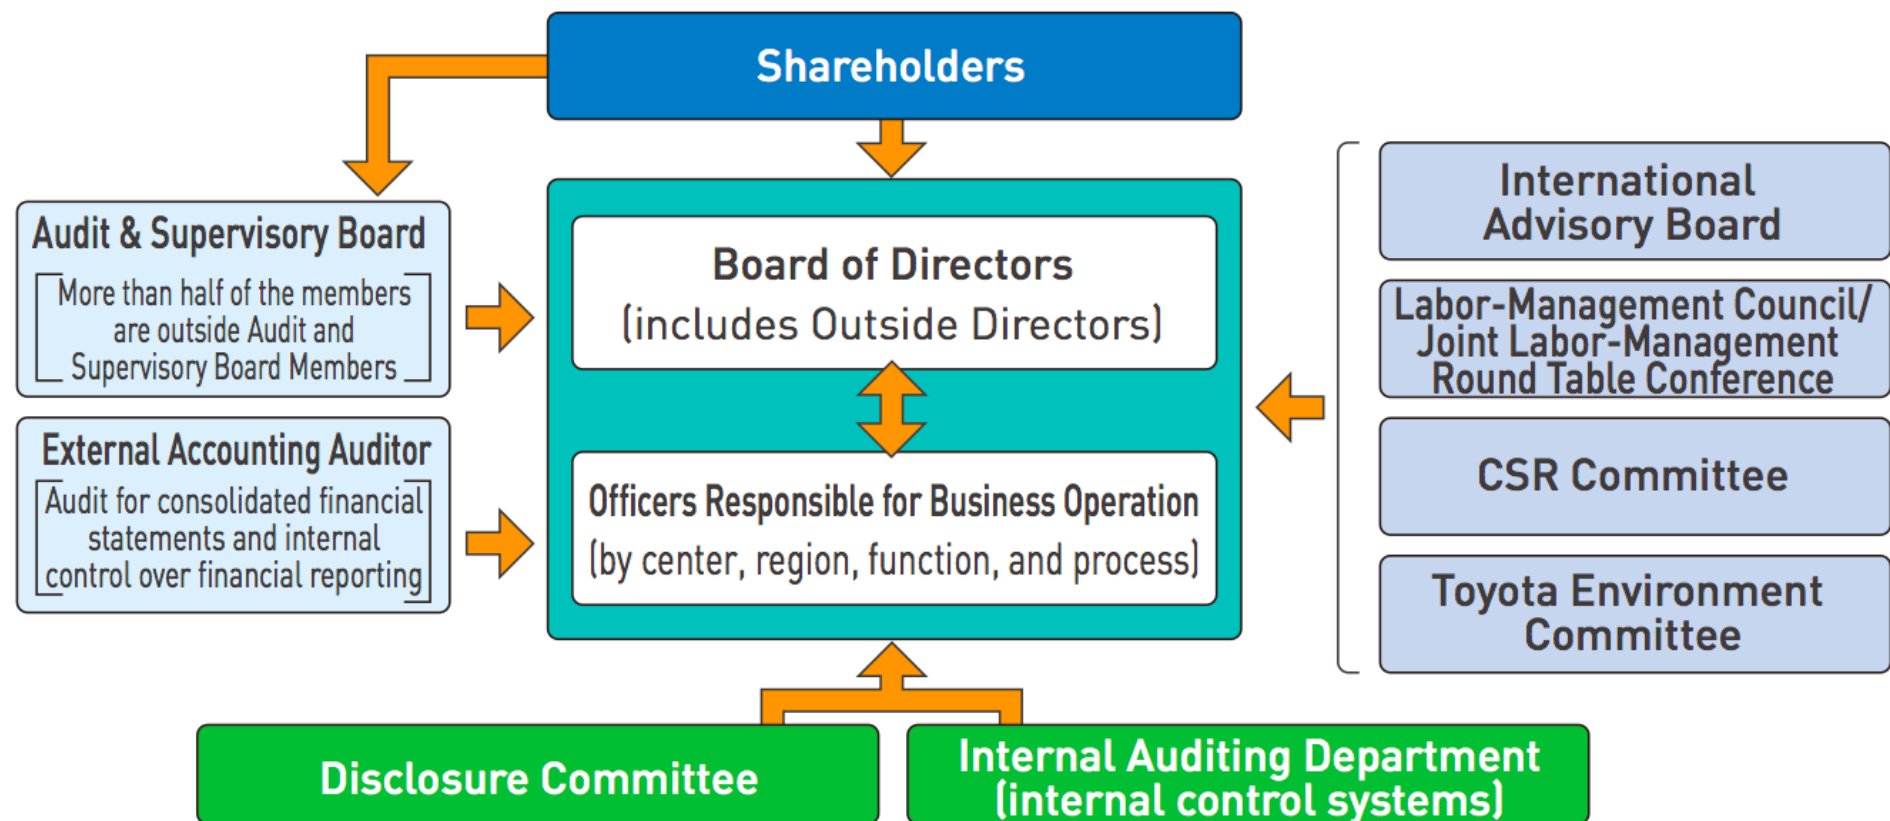 Shareholders
Audit & Supervisory Board
More than half of the members
are outside Audit and
Supervisory Board Members
External Accounting Auditor
Audit for consolidated financial
statements and internal
control over financial reporting
Board of Directors
(includes Outside Directors)
Officers Responsible for Business Operation
(by center, region, function, and process)
International
Advisory Board
Labor-Management Council/
Joint Labor-Management
Round Table Conference
CSR Committee
Toyota Environment
Committee
Disclosure Committee
Internal Auditing Department
(internal control systems)